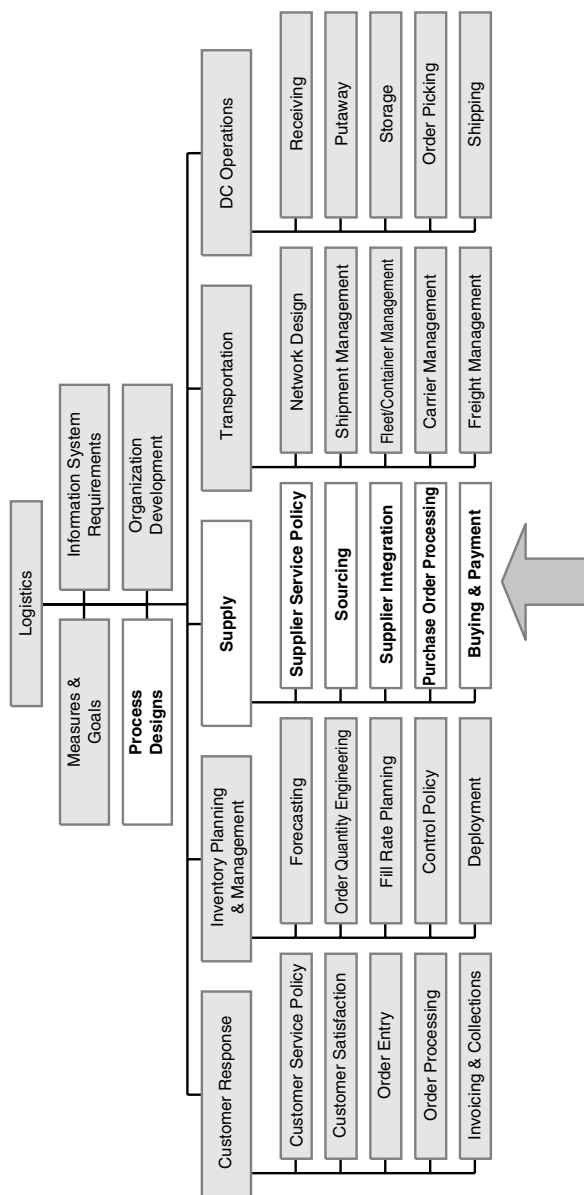 Logistics
Measures &
Goals
Information System
Requirements
Process
Designs
Organization
Development
Customer Response
Customer Service Policy
Customer Satisfaction
Order Entry
Order Processing
Invoicing & Collections
Inventory Planning
& Management
Forecasting
Order Quantity Engineering
Fill Rate Planning
Control Policy
Deployment
Supply
Supplier Service Policy
Sourcing
Supplier Integration
Purchase Order Processing
Buying & Payment
Transportation
Network Design
Shipment Management
Fleet/Container Management
Carrier Management
Freight Management
DC Operations
Receiving
Putaway
Storage
Order Picking
Shipping